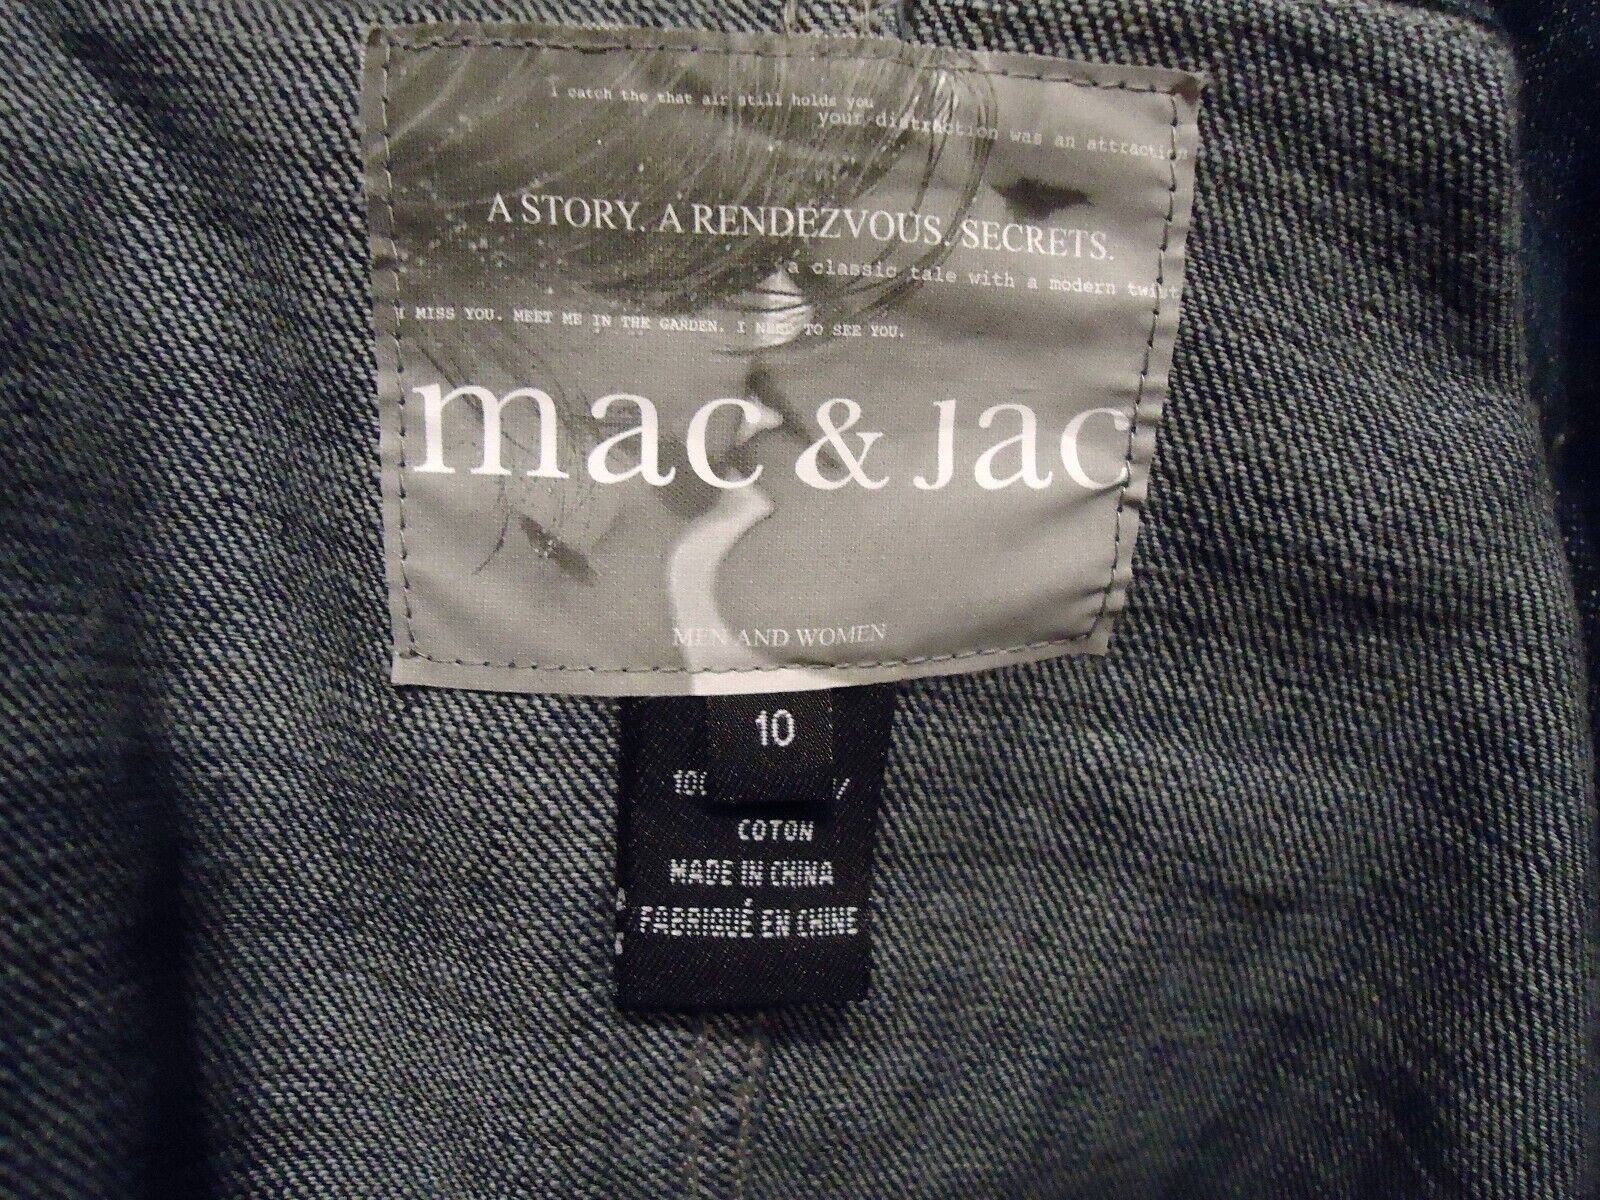 i catch the that air still holds you
your distraction was an attraction
A STORY. A RENDEZVOUS. SECRETS.
a classic tale with a modern twist
I MISS YOU. MEET ME IN THE GARDEN. I NEED TO SEE YOU.
mac & Jac
MEN AND WOMEN
10
COTON
MADE IN CHINA
FABRIQUÉ EN CHINE